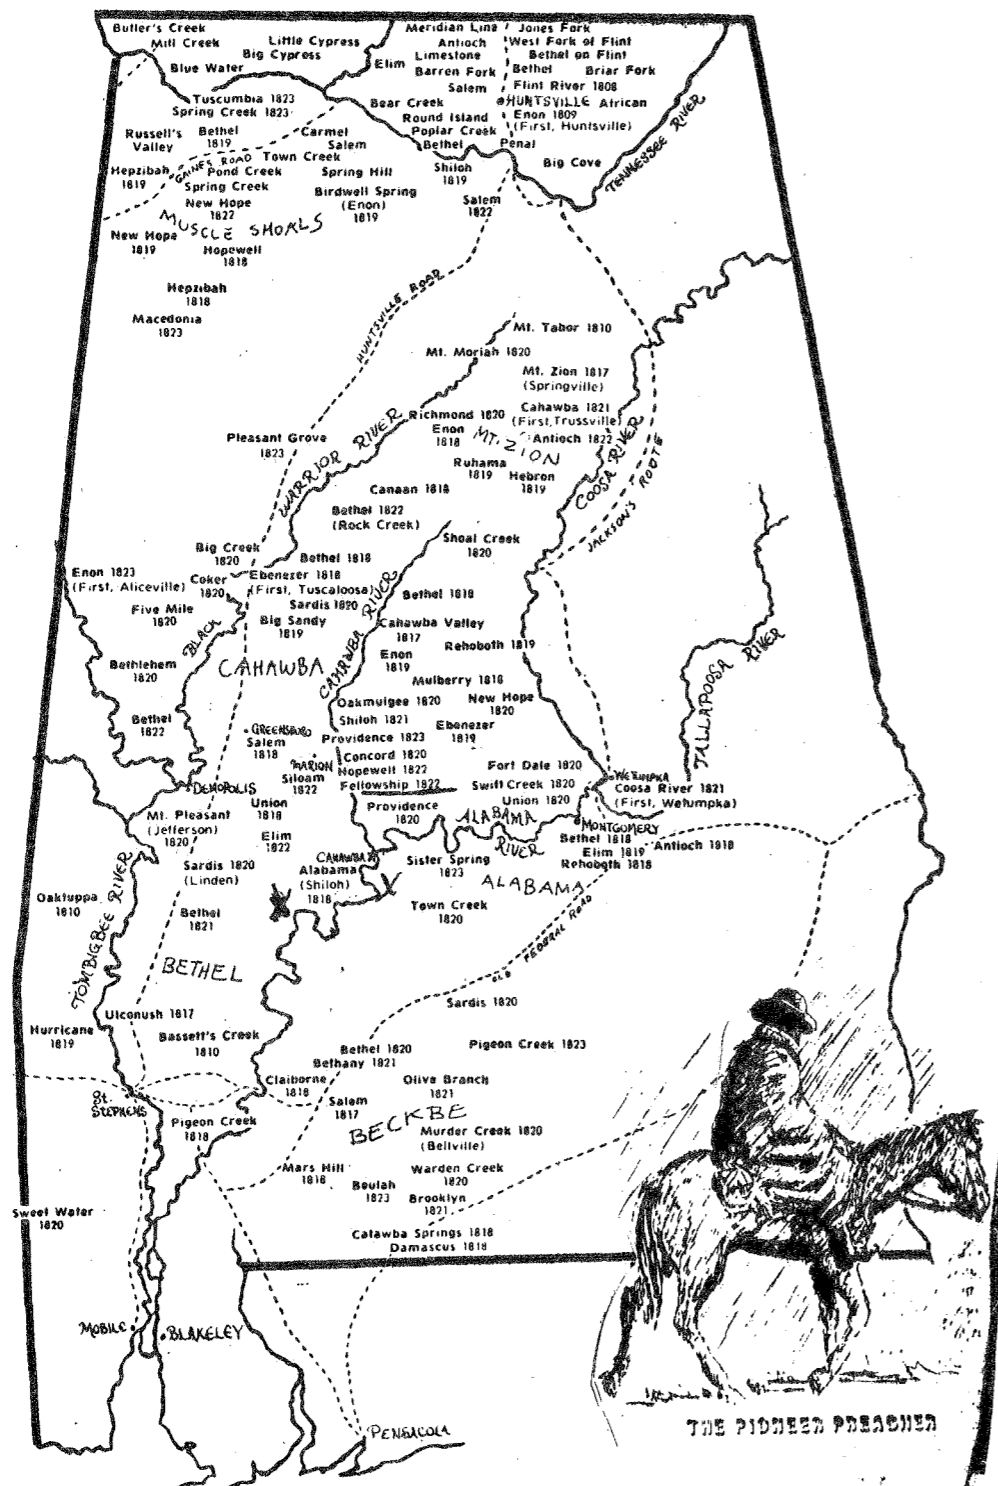 Butler's Creek
Mill Creek
Little Cypress
Big Cypress
Blue Water
Meridian Line
Antioch
Limestone
Elim
Barren Fork
Salem
Jones Fork
West Fork of Flint
Bethel on Flint
Bethel
Briar Fork
Flint River 1808
HUNTSVILLE
African
Enon 1809
(First, Huntsville)
Tuscumbia 1823
Spring Creek 1823
Bear Creek
Round Island
Poplar Creek
Bethel
Penal
Big Cove
TENNESSEE RIVER
Russell's
Valley
Bethel
1819
Carmel
Salem
GAINES ROAD
Town Creek
Hepzibah
1819
Pond Creek
Spring Creek
Spring Hill
Shiloh
1819
New Hope
1822
Birdwell Spring
(Enon)
1819
Salem
1822
MUSCLE SHOALS
New Hope
1819
Hopewell
1818
Hepzibah
1818
Macedonia
1823
HUNTSVILLE ROAD
Mt. Tabor 1810
Mt. Moriah 1820
Mt. Zion 1817
(Springville)
Richmond 1820
Cahawba 1821
(First, Trussville)
Enon
1818
MT. ZION
Antioch 1822
Pleasant Grove
1823
WARRIOR RIVER
Ruhama
1819
Hebron
1819
COOSA RIVER
JACKSON'S ROUTE
Canaan 1818
Bethel 1822
(Rock Creek)
Shoal Creek
1820
Big Creek
1820
Bethel 1818
Enon 1823
(First, Aliceville)
Coker
1820
Ebenezer 1818
(First, Tuscaloosa)
Sardis 1820
Bethel 1818
Five Mile
1820
BLACK
Big Sandy
1819
CAHAWBA RIVER
Cahawba Valley
1817
Rehoboth 1819
Enon
1819
Bethlehem
1820
CAHAWBA
Mulberry 1818
TALLAPOOSA RIVER
Oakmulgee 1820
New Hope
1820
Bethel
1822
Shiloh 1821
Ebenezer
1819
GREENSBORO
Salem
1818
Providence 1823
MARION
Siloam
1822
Concord 1820
Hopewell 1822
Fellowship 1822
Fort Dale 1820
Swift Creek 1820
Union 1820
WETUMPKA
Coosa River 1821
(First, Wetumpka)
DEMOPOLIS
Union
1818
Providence
1820
ALABAMA
RIVER
MONTGOMERY
Bethel 1818
Elim 1819
Rehoboth 1818
Antioch 1818
Mt. Pleasant
(Jefferson)
1820
Elim
1822
Sardis 1820
(Linden)
CAHAWBA
Alabama
(Shiloh)
1818
Sister Spring
1823
ALABAMA
Oaktuppa
1810
TOMBIGBEE RIVER
Bethel
1821
X
Town Creek
1820
OLD FEDERAL ROAD
BETHEL
Sardis 1820
Ulconush 1817
Hurricane
1819
Bassett's Creek
1810
Bethel 1820
Bethany 1821
Pigeon Creek 1823
St.
STEPHENS
Claiborne
1818
Olive Branch
1821
Salem
1817
BECKBE
Pigeon Creek
1818
Murder Creek 1820
(Bellville)
Mars Hill
1818
Warden Creek
1820
Beulah
1823
Brooklyn
1821
Sweet Water
1820
Catawba Springs 1818
Damascus 1818
MOBILE
BLAKELEY
PENSACOLA
THE PIONEER PREACHER